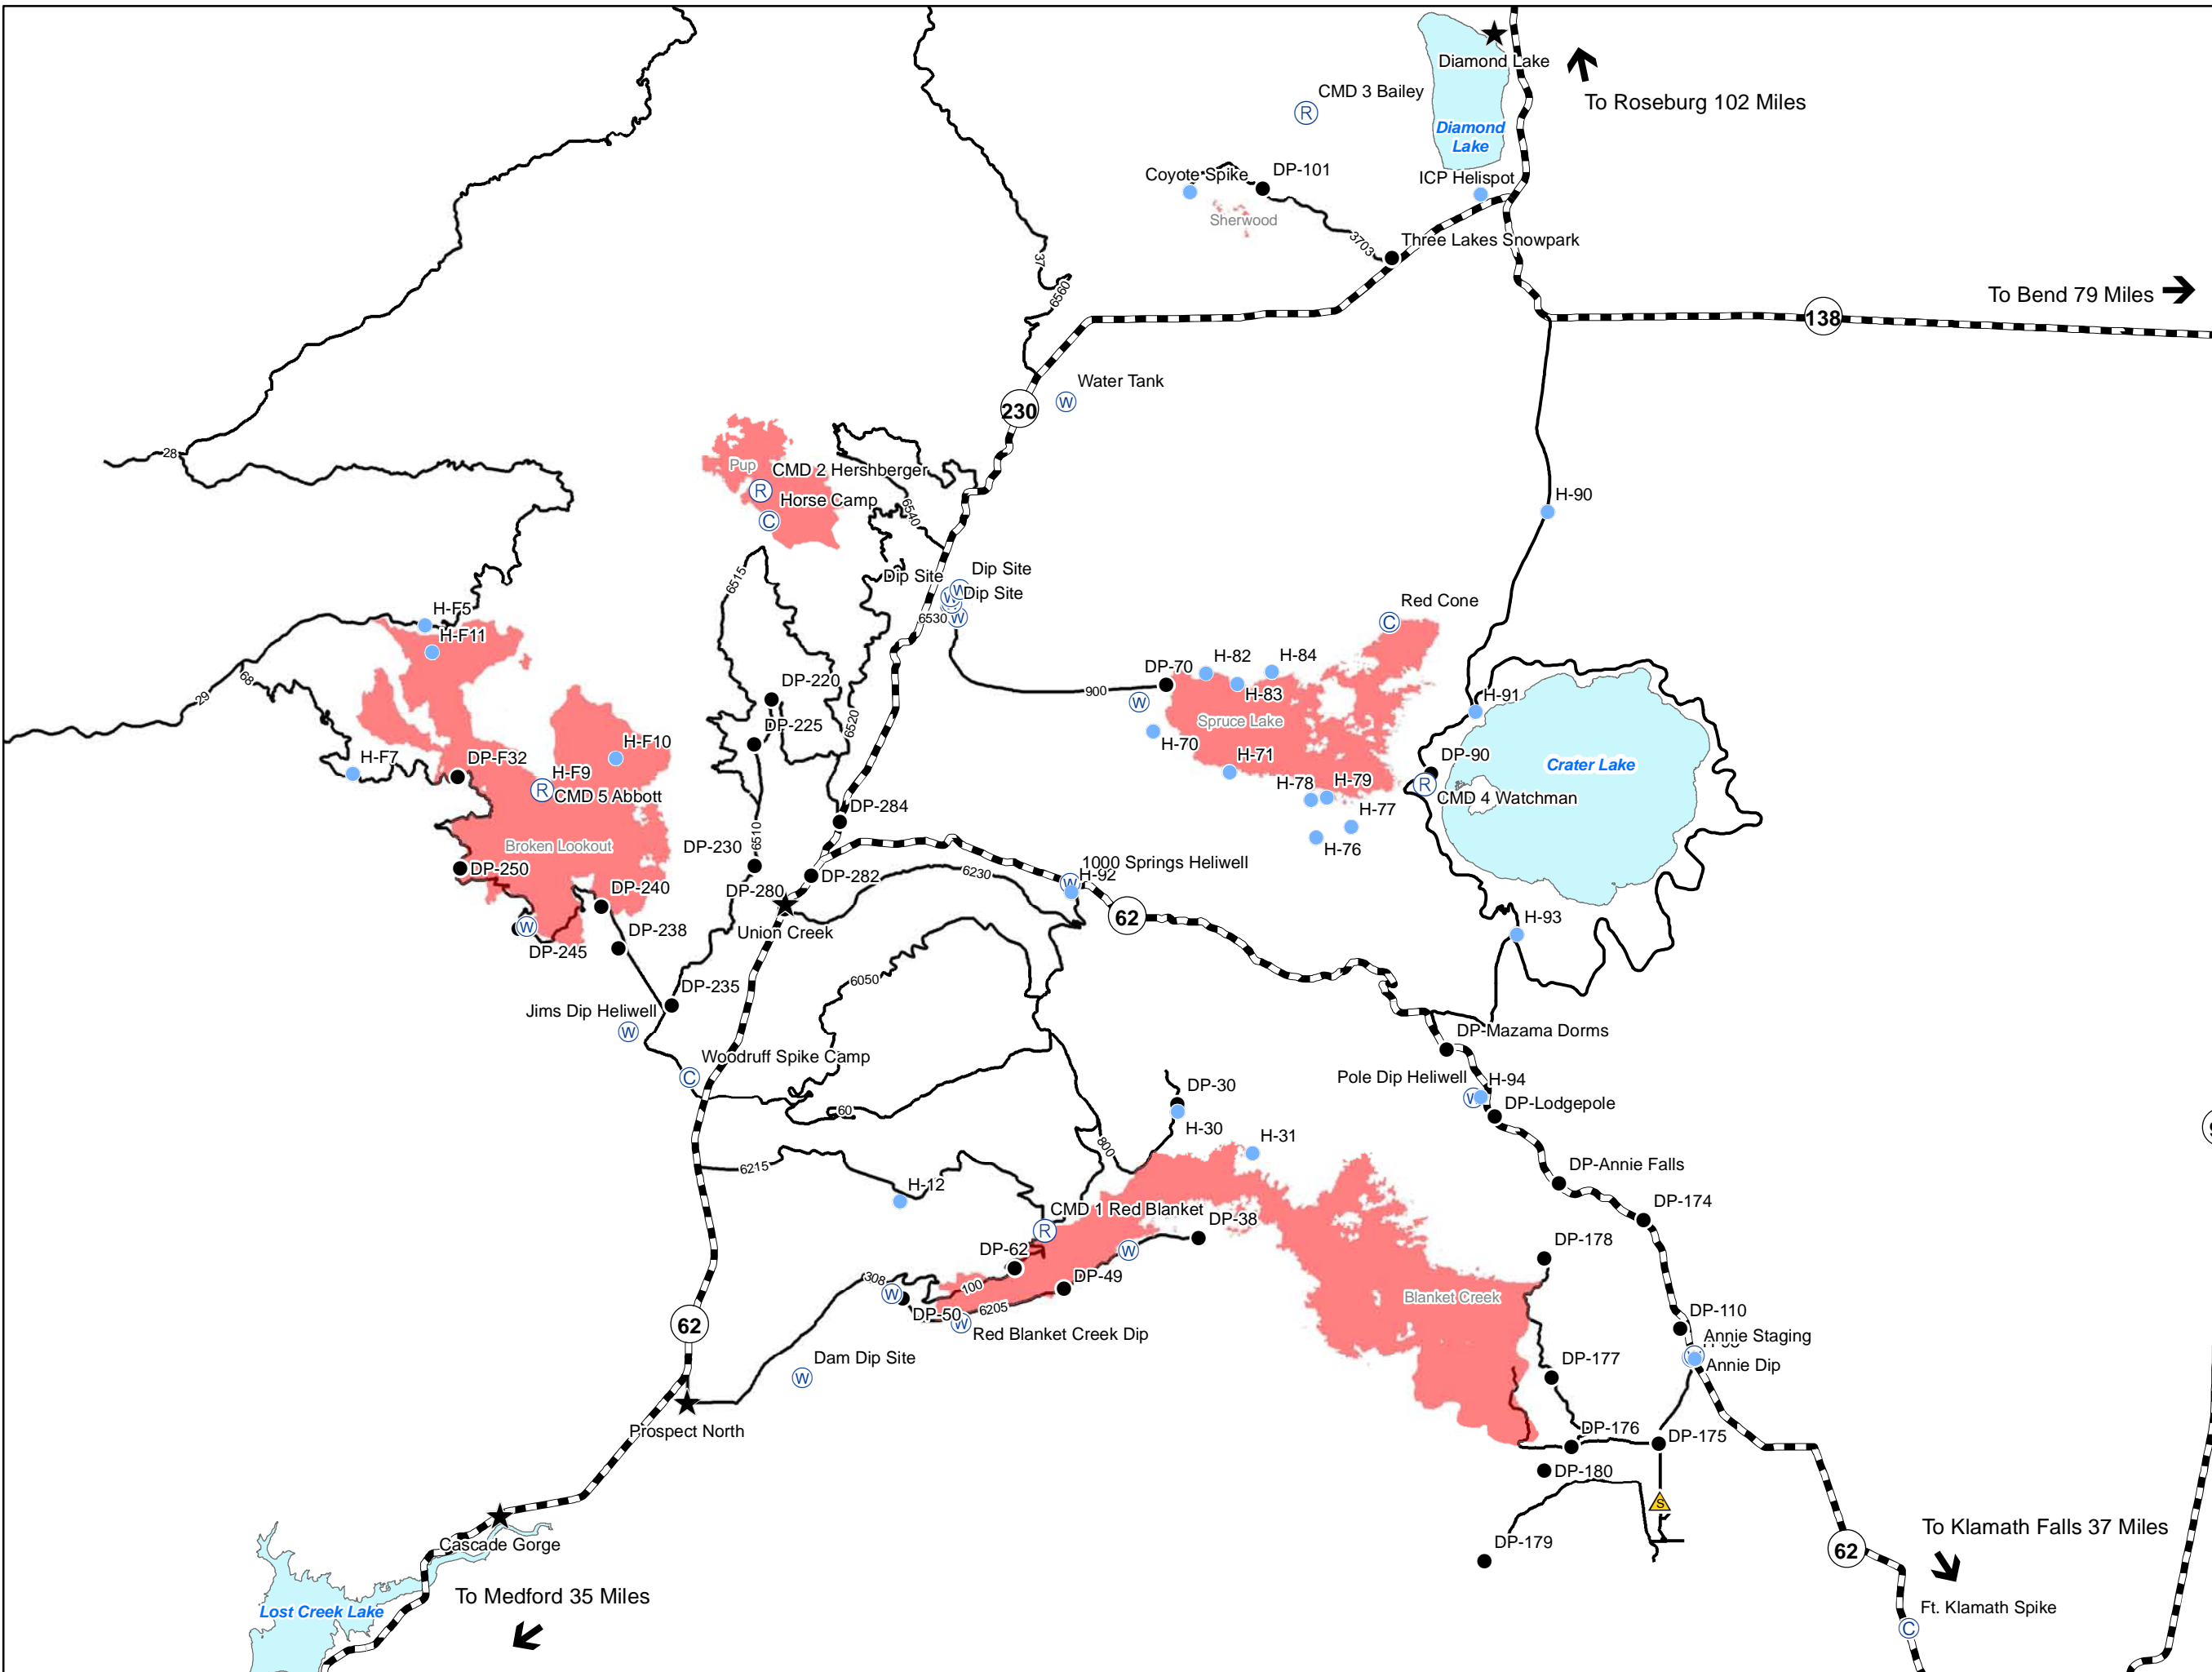 Diamond Lake
To Roseburg 102 Miles
CMD 3 Bailey
R
Diamond
Lake
Coyote Spike
DP-101
ICP Helispot
Sherwood
3703
Three Lakes Snowpark
37
6560
To Bend 79 Miles
138
Water Tank
W
230
28
Pup
CMD 2 Hershberger
R
Horse Camp
C
6540
H-90
6515
Dip Site
Dip Site
W
W
Dip Site
W
6530
Red Cone
C
H-F5
H-F11
68
29
DP-220
DP-225
6520
DP-70
H-82
H-84
H-83
900
W
Spruce Lake
H-70
H-71
H-91
H-F7
DP-F32
H-F10
H-F9
R
CMD 5 Abbott
H-78
H-79
H-77
H-76
DP-90
R
CMD 4 Watchman
Crater Lake
DP-284
6510
Broken Lookout
DP-230
DP-250
DP-240
DP-280
DP-282
6230
1000 Springs Heliwell
W
H-92
62
Union Creek
W
DP-245
DP-238
H-93
6050
DP-235
Jims Dip Heliwell
W
DP-Mazama Dorms
Woodruff Spike Camp
C
Pole Dip Heliwell
W
H-94
DP-Lodgepole
60
DP-30
H-30
H-31
800
6215
H-12
DP-Annie Falls
DP-174
CMD 1 Red Blanket
R
DP-38
W
DP-62
DP-178
308
W
100
DP-49
DP-50
6205
W
Red Blanket Creek Dip
Blanket Creek
DP-110
Annie Staging
Annie Dip
62
Dam Dip Site
W
DP-177
Prospect North
DP-176
DP-175
DP-180
S
DP-179
Cascade Gorge
To Klamath Falls 37 Miles
62
To Medford 35 Miles
Lost Creek Lake
Ft. Klamath Spike
C